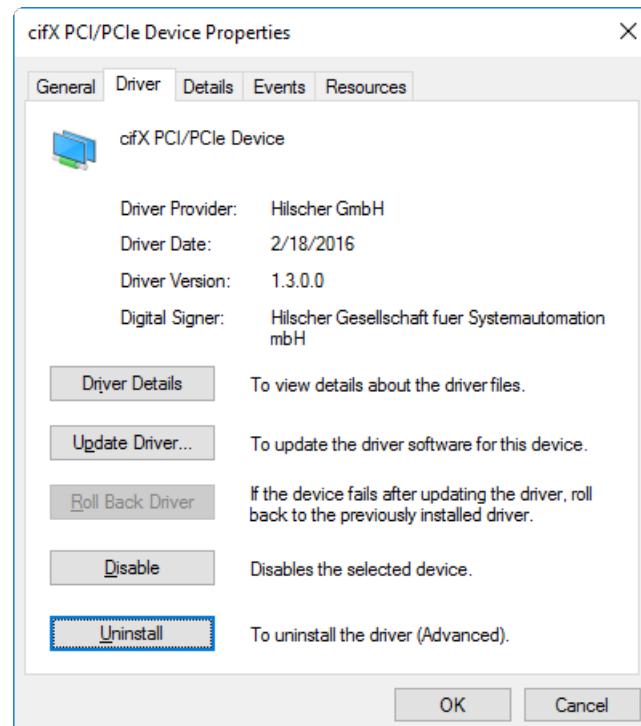 cifX PCI/PCIe Device Properties
General Driver Details Events Resources
cifX PCI/PCIe Device
Driver Provider: Hilscher GmbH
Driver Date: 2/18/2016
Driver Version: 1.3.0.0
Digital Signer: Hilscher Gesellschaft fuer Systemautomation
mbH
Driver Details To view details about the driver files.
Update Driver... To update the driver software for this device.
Roll Back Driver If the device fails after updating the driver, roll
back to the previously installed driver.
Disable Disables the selected device.
Uninstall To uninstall the driver (Advanced).
OK Cancel